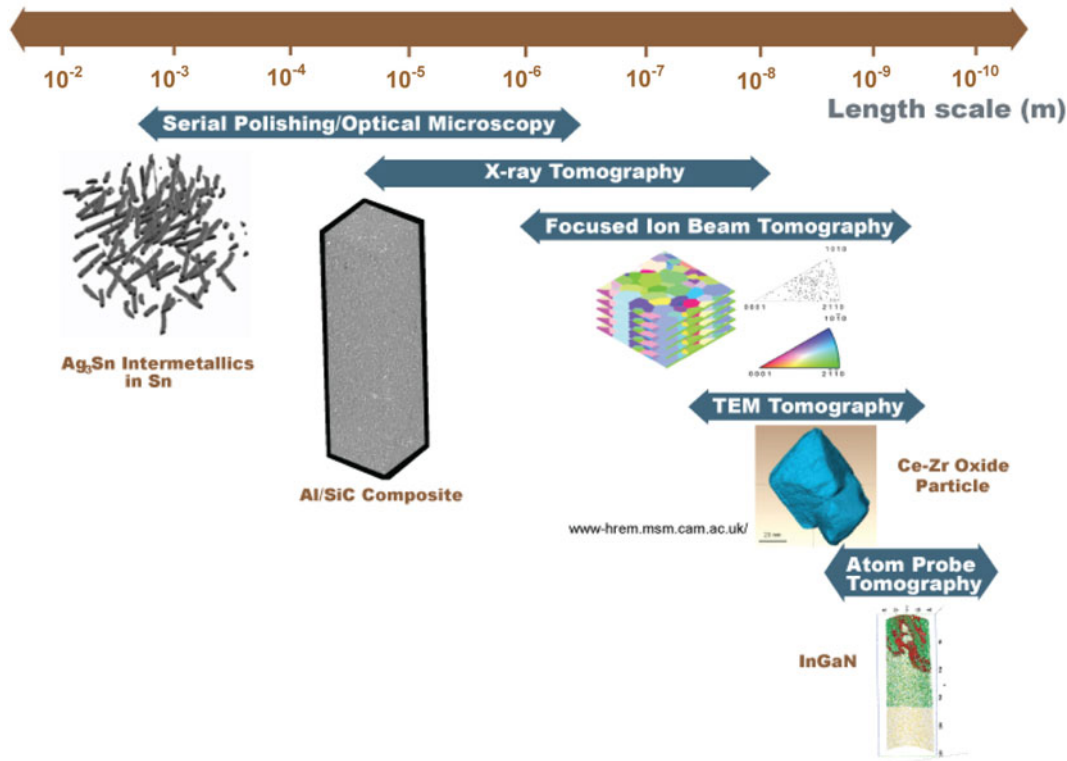 10⁻² 10⁻³ 10⁻⁴ 10⁻⁵ 10⁻⁶ 10⁻⁷ 10⁻⁸ 10⁻⁹ 10⁻¹⁰
Length scale (m)
Serial Polishing/Optical Microscopy
X-ray Tomography
Focused Ion Beam Tomography
1010
0001 2110
1010
0001 2110
Ag₃Sn Intermetallics
in Sn
Al/SiC Composite
TEM Tomography
Ce-Zr Oxide
Particle
www-hrem.msm.cam.ac.uk/
20 nm
Atom Probe
Tomography
InGaN